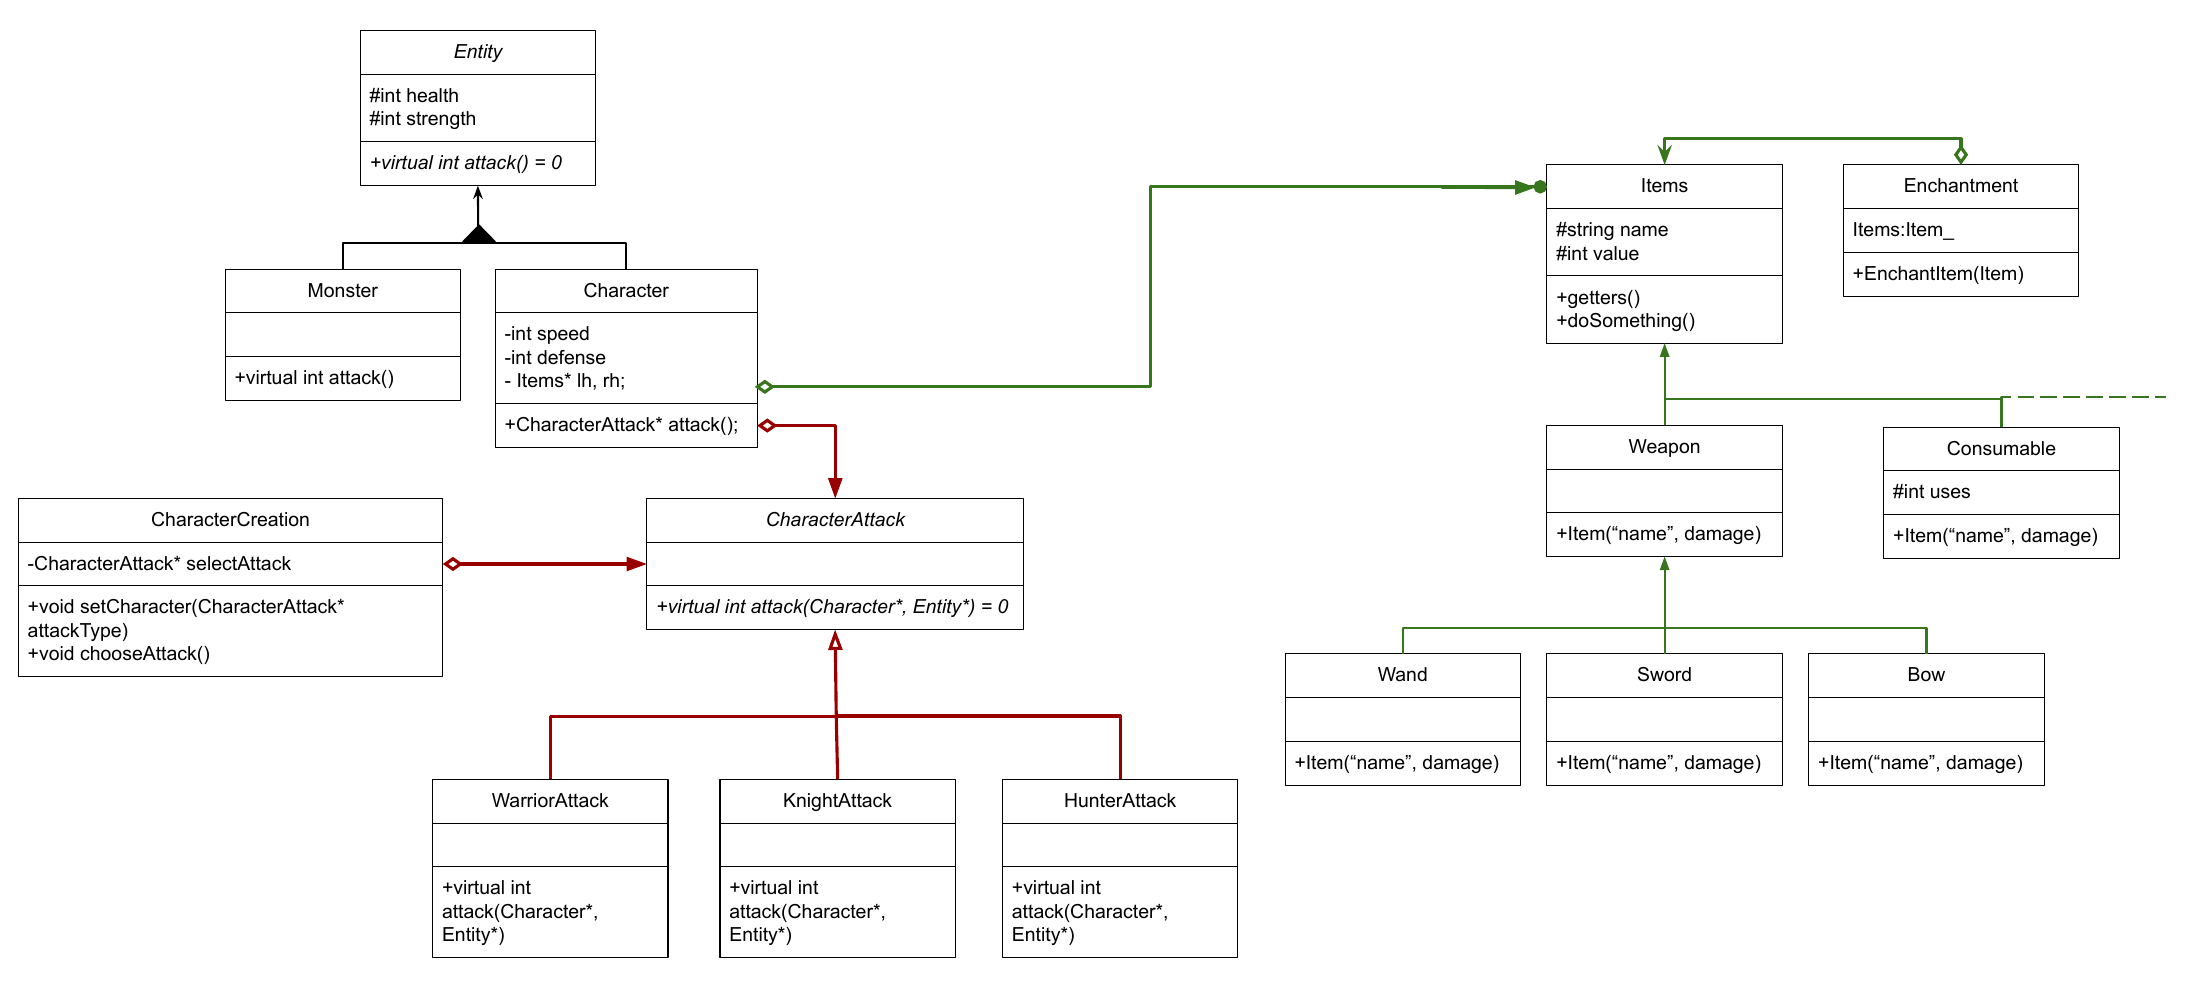 Entity
#int health
#int strength
+virtual int attack() = 0
Monster
+virtual int attack()
Character
-int speed
-int defense
- Items* lh, rh;
+CharacterAttack* attack();
CharacterCreation
-CharacterAttack* selectAttack
+void setCharacter(CharacterAttack*
attackType)
+void chooseAttack()
CharacterAttack
+virtual int attack(Character*, Entity*) = 0
WarriorAttack
+virtual int
attack(Character*,
Entity*)
KnightAttack
+virtual int
attack(Character*,
Entity*)
HunterAttack
+virtual int
attack(Character*,
Entity*)
Items
#string name
#int value
+getters()
+doSomething()
Enchantment
Items:Item_
+EnchantItem(Item)
Weapon
+Item(“name”, damage)
Consumable
#int uses
+Item(“name”, damage)
Wand
+Item(“name”, damage)
Sword
+Item(“name”, damage)
Bow
+Item(“name”, damage)